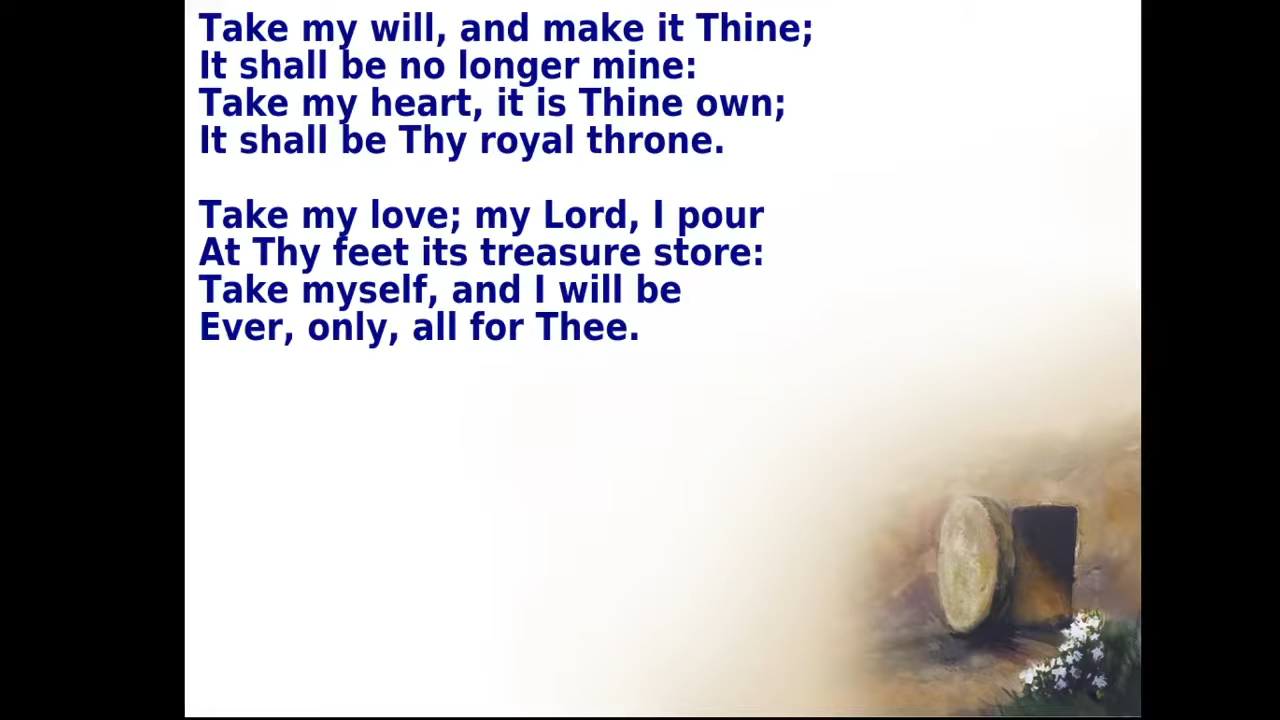 Take my will, and make it Thine;
It shall be no longer mine:
Take my heart, it is Thine own;
It shall be Thy royal throne.
Take my love; my Lord, I pour
At Thy feet its treasure store:
Take myself, and I will be
Ever, only, all for Thee.